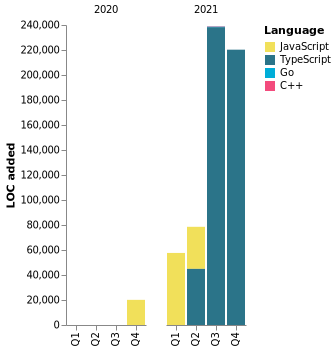 2020 2021
Language
JavaScript
TypeScript
Go
C++
LOC added
240,000
220,000
200,000
180,000
160,000
140,000
120,000
100,000
80,000
60,000
40,000
20,000
0
Q1 Q2 Q3 Q4 Q1 Q2 Q3 Q4